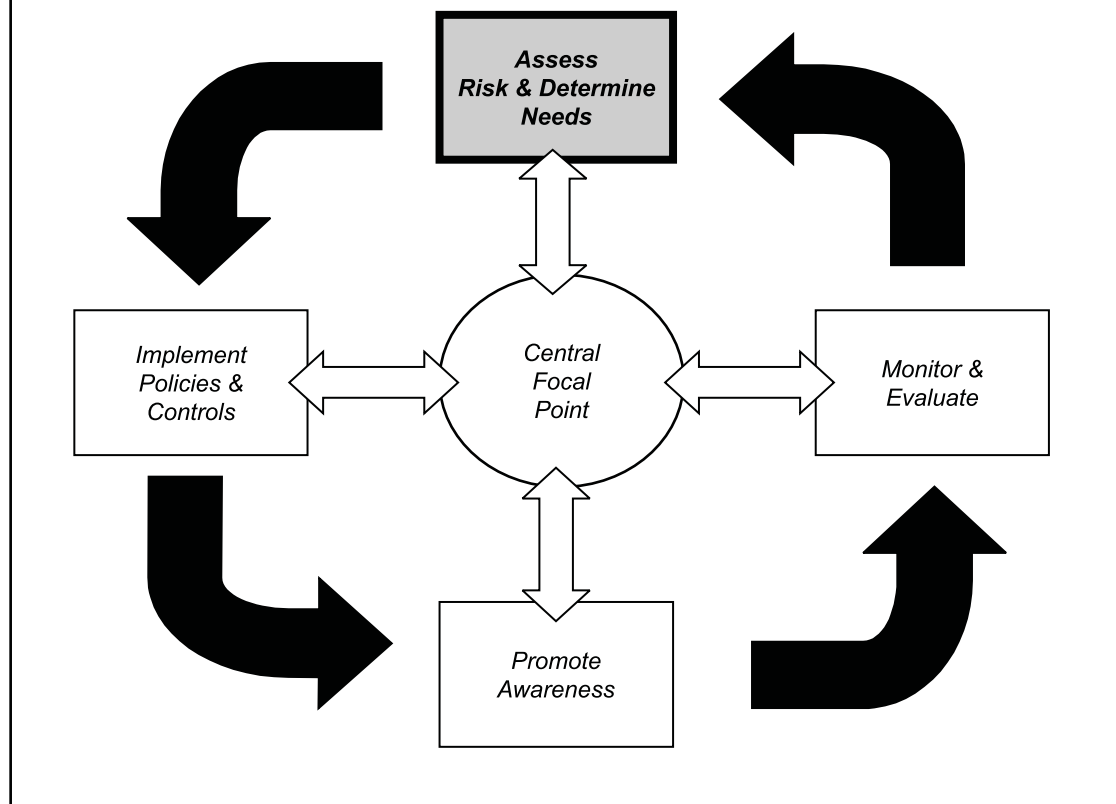 Assess
Risk & Determine
Needs
Implement
Policies &
Controls
Central
Focal
Point
Monitor &
Evaluate
Promote
Awareness